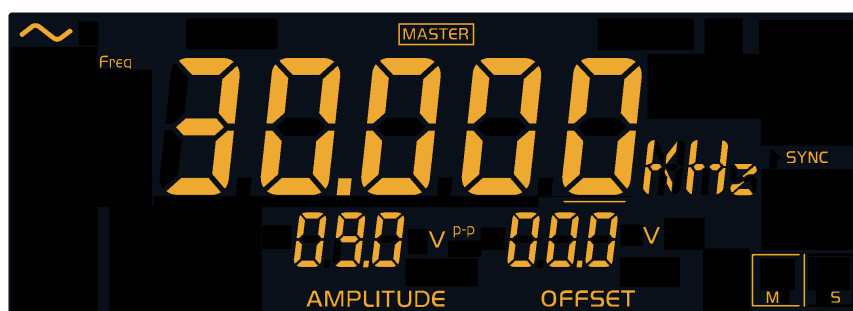 MASTER
Freq
30.000 KHz
SYNC
09.0 V p-p 00.0 V
AMPLITUDE OFFSET
M S